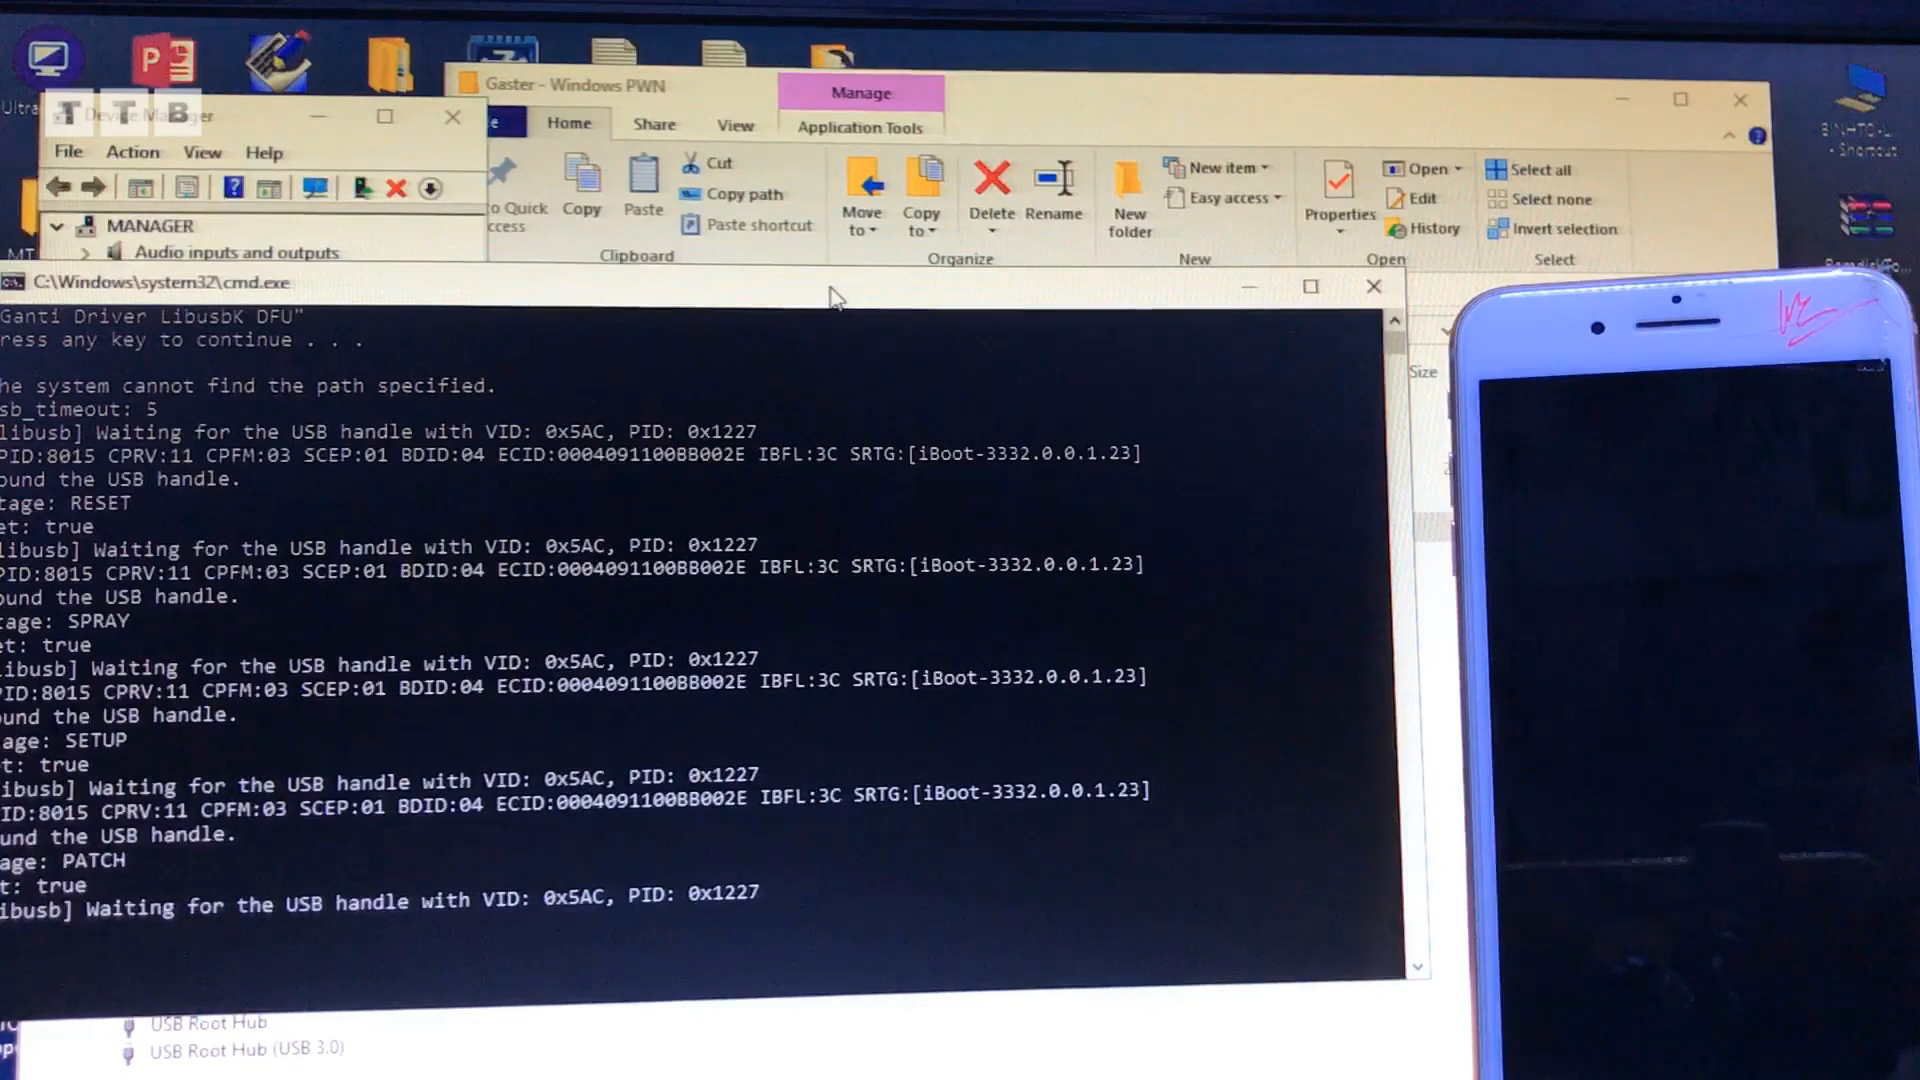 TTB
Device Manager
File Action View Help
MANAGER
Audio inputs and outputs
Gaster - Windows PWN
Manage
Home Share View Application Tools
Cut
Copy path
Paste shortcut
to Quick
Copy
Paste
Clipboard
Move to
Copy to
Delete
Rename
Organize
New folder
New item
Easy access
New
Properties
Open
Edit
History
Open
Select all
Select none
Invert selection
Select
Size
C:\Windows\system32\cmd.exe
Ganti Driver LibusbK DFU"
ress any key to continue . . .
he system cannot find the path specified.
sb_timeout: 5
libusb] Waiting for the USB handle with VID: 0x5AC, PID: 0x1227
PID:8015 CPRV:11 CPFM:03 SCEP:01 BDID:04 ECID:0004091100BB002E IBFL:3C SRTG:[iBoot-3332.0.0.1.23]
ound the USB handle.
tage: RESET
et: true
libusb] Waiting for the USB handle with VID: 0x5AC, PID: 0x1227
PID:8015 CPRV:11 CPFM:03 SCEP:01 BDID:04 ECID:0004091100BB002E IBFL:3C SRTG:[iBoot-3332.0.0.1.23]
ound the USB handle.
tage: SPRAY
et: true
libusb] Waiting for the USB handle with VID: 0x5AC, PID: 0x1227
PID:8015 CPRV:11 CPFM:03 SCEP:01 BDID:04 ECID:0004091100BB002E IBFL:3C SRTG:[iBoot-3332.0.0.1.23]
ound the USB handle.
age: SETUP
t: true
ibusb] Waiting for the USB handle with VID: 0x5AC, PID: 0x1227
ID:8015 CPRV:11 CPFM:03 SCEP:01 BDID:04 ECID:0004091100BB002E IBFL:3C SRTG:[iBoot-3332.0.0.1.23]
und the USB handle.
age: PATCH
t: true
ibusb] Waiting for the USB handle with VID: 0x5AC, PID: 0x1227
USB Root Hub
USB Root Hub (USB 3.0)